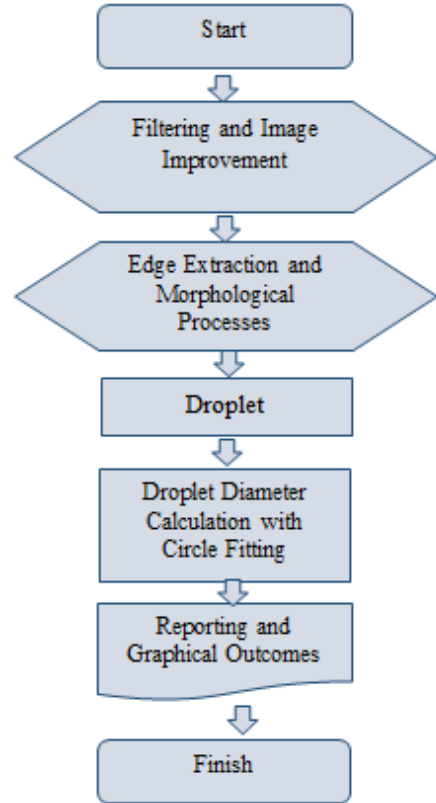 Start
Filtering and Image
Improvement
Edge Extraction and
Morphological
Processes
Droplet
Droplet Diameter
Calculation with
Circle Fitting
Reporting and
Graphical Outcomes
Finish